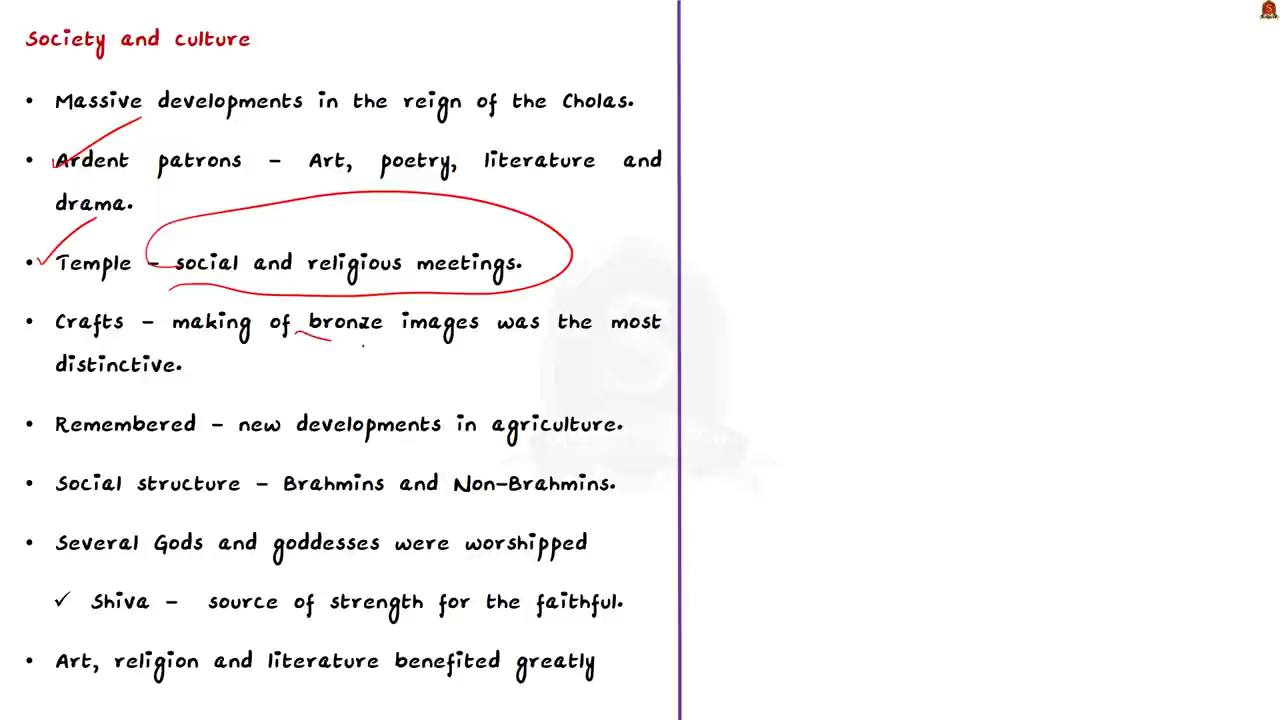 Society and culture
• Massive developments in the reign of the Cholas.
• Ardent patrons – Art, poetry, literature and
drama.
• Temple – social and religious meetings.
• Crafts – making of bronze images was the most
distinctive.
• Remembered – new developments in agriculture.
• Social structure – Brahmins and Non-Brahmins.
• Several Gods and goddesses were worshipped
✓ Shiva – source of strength for the faithful.
• Art, religion and literature benefited greatly